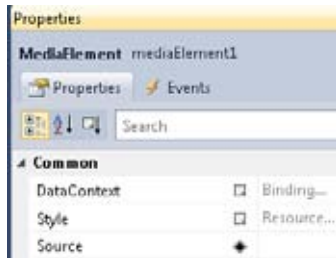 Properties
MediaElement mediaElement1
Properties Events
Search
Common
DataContext Binding...
Style Resource...
Source